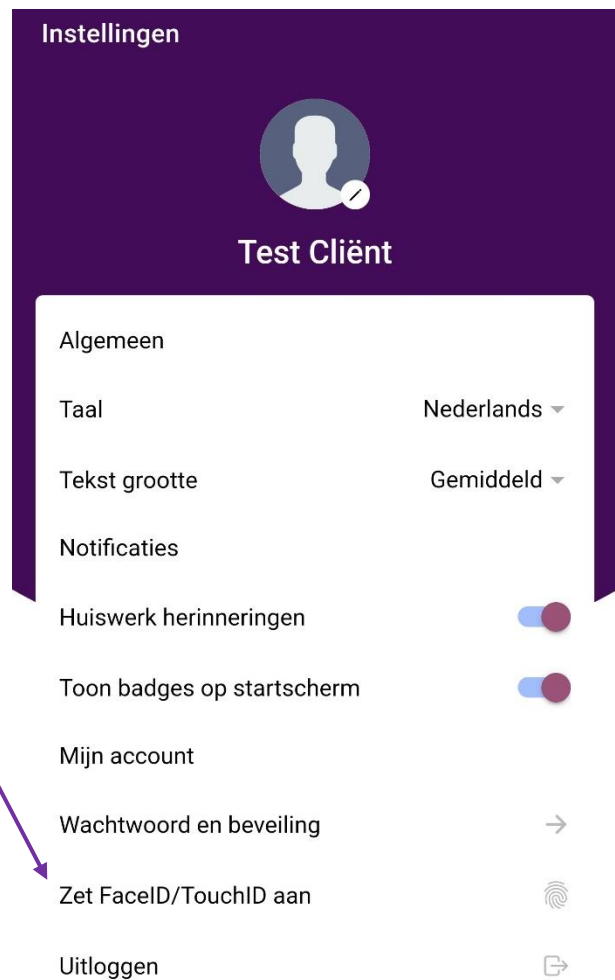 Instellingen
Test Cliënt
Algemeen
Taal Nederlands
Tekst grootte Gemiddeld
Notificaties
Huiswerk herinneringen
Toon badges op startscherm
Mijn account
Wachtwoord en beveiling
Zet FaceID/TouchID aan
Uitloggen